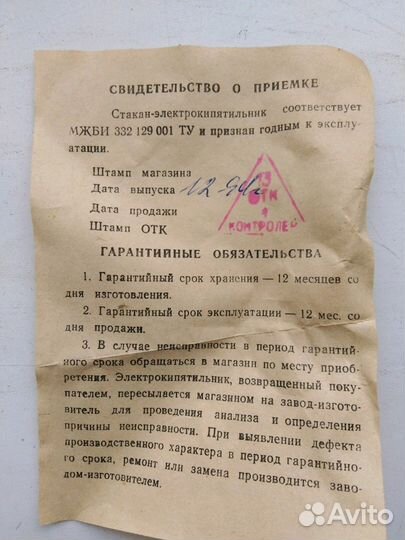 СВИДЕТЕЛЬСТВО О ПРИЕМКЕ
Стакан-электрокипятильник соответствует
МЖБИ 332 129 001 ТУ и признан годным к эксплу-
атации.
Штамп магазина
Дата выпуска 12-91г
Дата продажи
Штамп ОТК
13
ОТК
КОНТРОЛЕР
ГАРАНТИЙНЫЕ ОБЯЗАТЕЛЬСТВА
1. Гарантийный срок хранения — 12 месяцев со
дня изготовления.
2. Гарантийный срок эксплуатации — 12 мес. со
дня продажи.
3. В случае неисправности в период гарантий-
ного срока обращаться в магазин по месту приоб-
ретения. Электрокипятильник, возвращенный поку-
пателем, пересылается магазином на завод-изгото-
витель для проведения анализа и определения
причины неисправности. При выявлении дефекта
производственного характера в период гарантийно-
го срока, ремонт или замена производится заво-
дом-изготовителем.
Avito